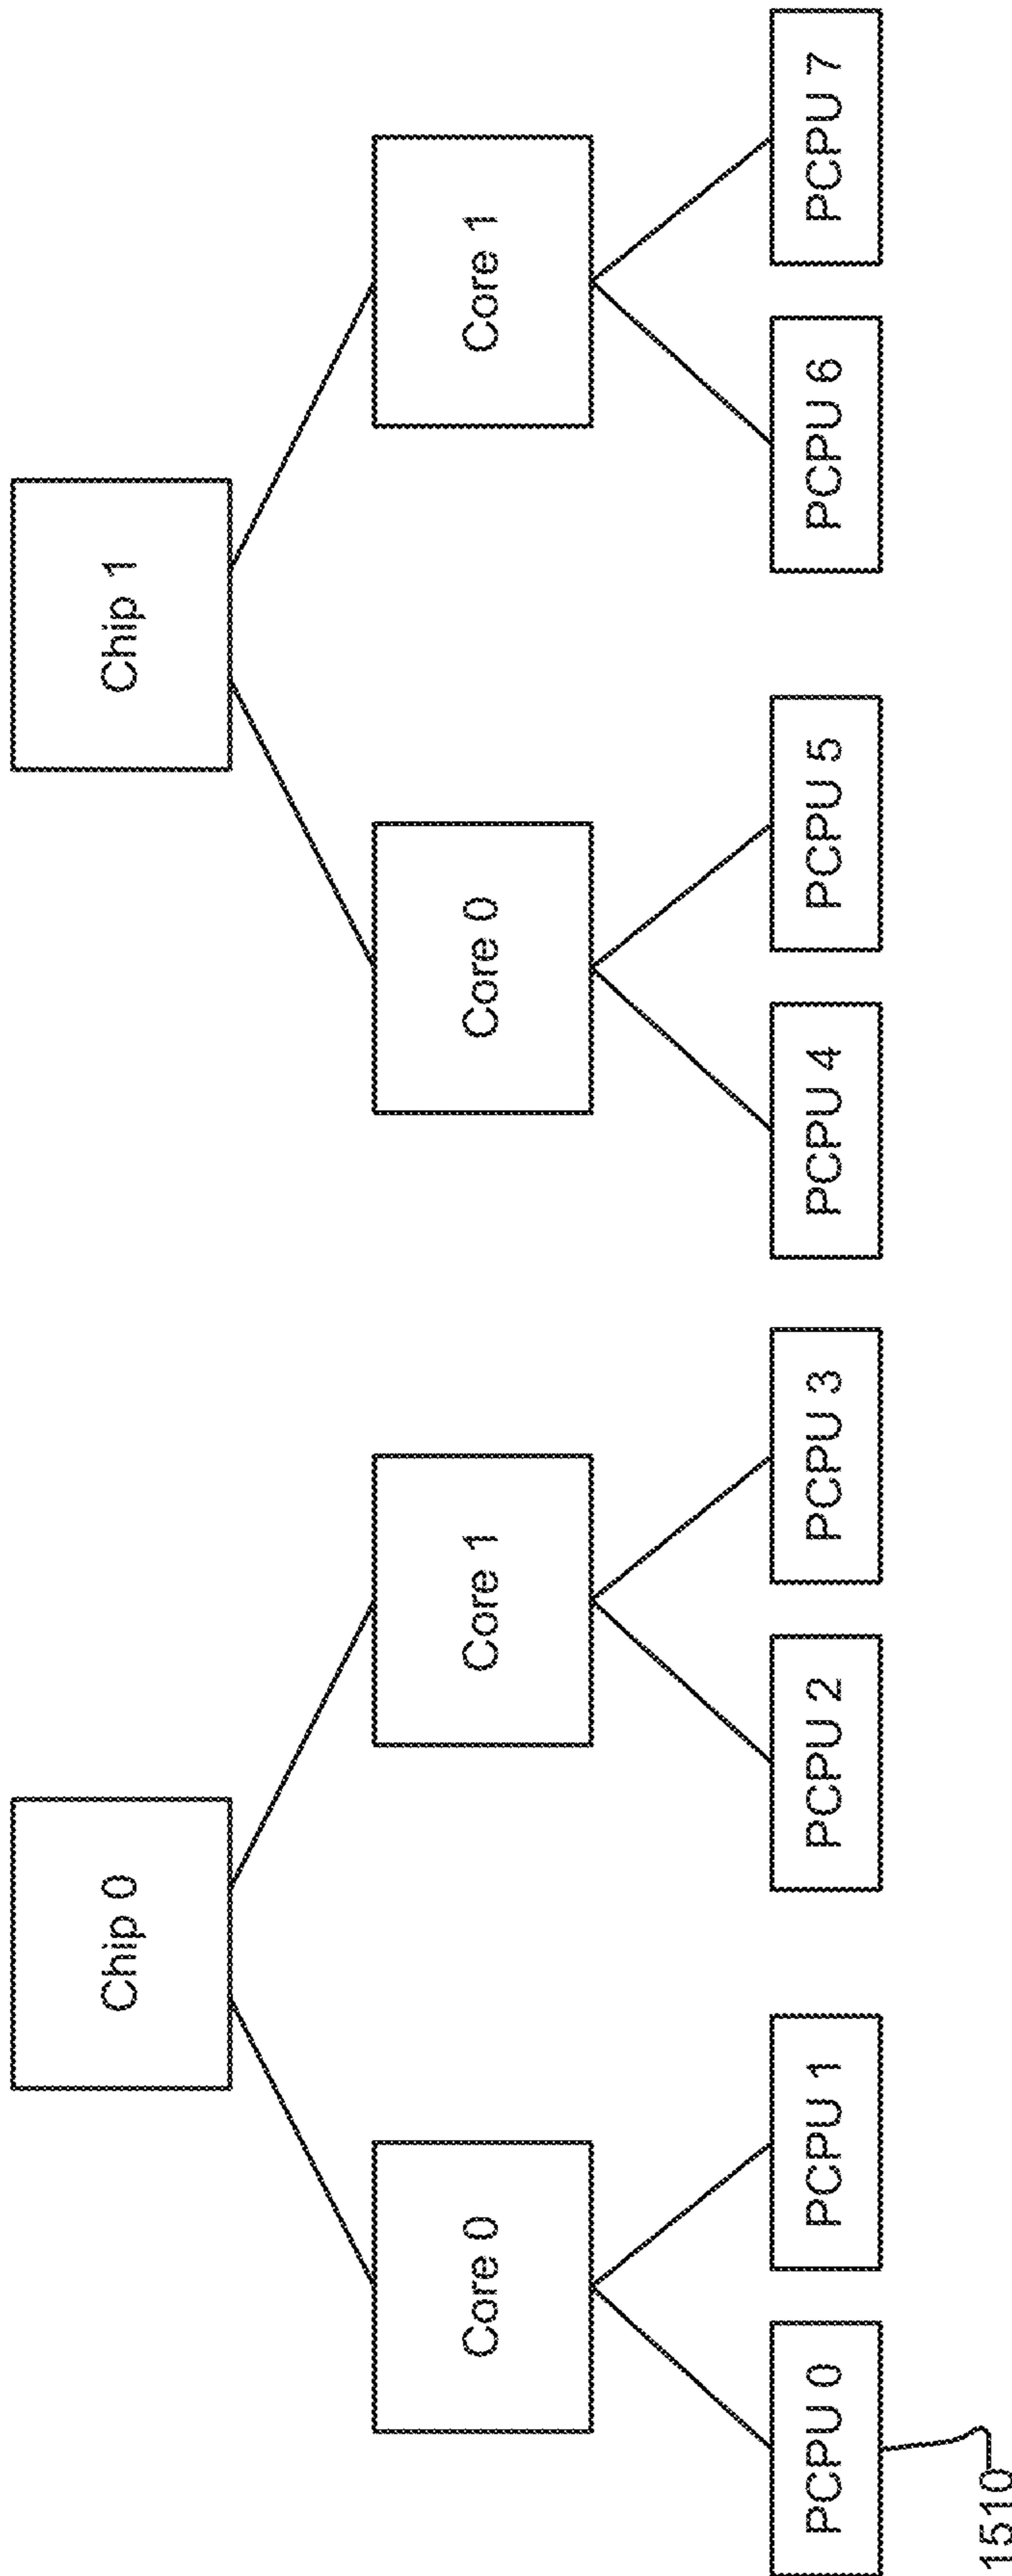 Chip 0
Chip 1
Core 0
Core 1
Core 0
Core 1
PCPU 0
PCPU 1
PCPU 2
PCPU 3
PCPU 4
PCPU 5
PCPU 6
PCPU 7
1510